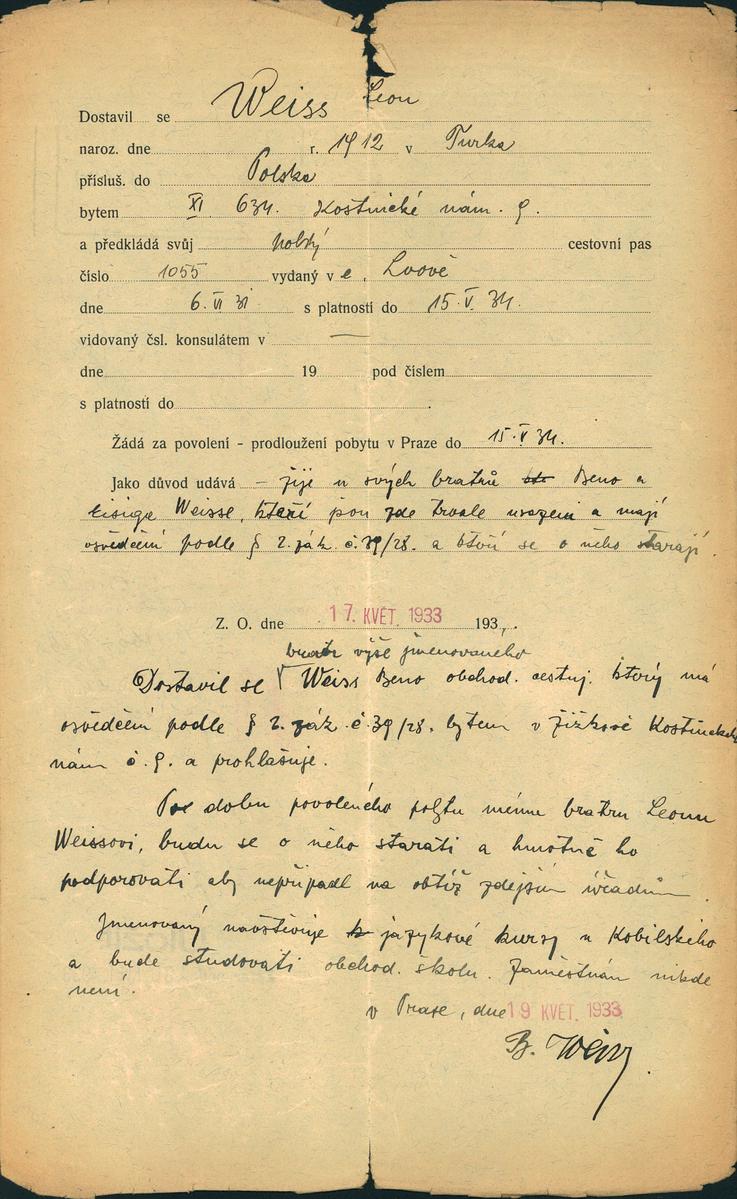 Dostavil se Weiss Leon
naroz. dne r. 1912 v Turka
přísluš. do Polska
bytem XI 634. Kostnické nám. 9.
a předkládá svůj polský cestovní pas
číslo 1055 vydaný v e. Lvově
dne 6. VI 31 s platností do 15. V. 34.
vidovaný čsl. konsulátem v —
dne 19 pod číslem
s platností do .
Žádá za povolení - prodloužení pobytu v Praze do 15. V 34.
Jako důvod udává – žije u svých bratrů Beno a
Eisiga Weisse, kteří jsou zde trvale usazeni a mají
osvědčení podle § 2. zák. č. 39/28. a kteří se o něho starají.
Z. O. dne 17. KVĚT. 1933 193 .
bratr výše jmenovaného
Dostavil se Weiss Beno obchod. cestuj. který má
osvědčení podle § 2. zák. č. 39/28. bytem v Žižkově Kostnické
nám č. 9. a prohlašuje.
Po dobu povoleného pobytu mému bratru Leonu
Weissovi, budu se o něho starati a hmotně ho
podporovati aby nepřipadl na obtíž zdejším úřadům.
Jmenovaný navštěvuje jazykové kursy u Kobilského
a bude studovati obchod. školu. Zaměstnán nikde
není.
v Praze, dne 19 KVĚT. 1933
B. Weiss